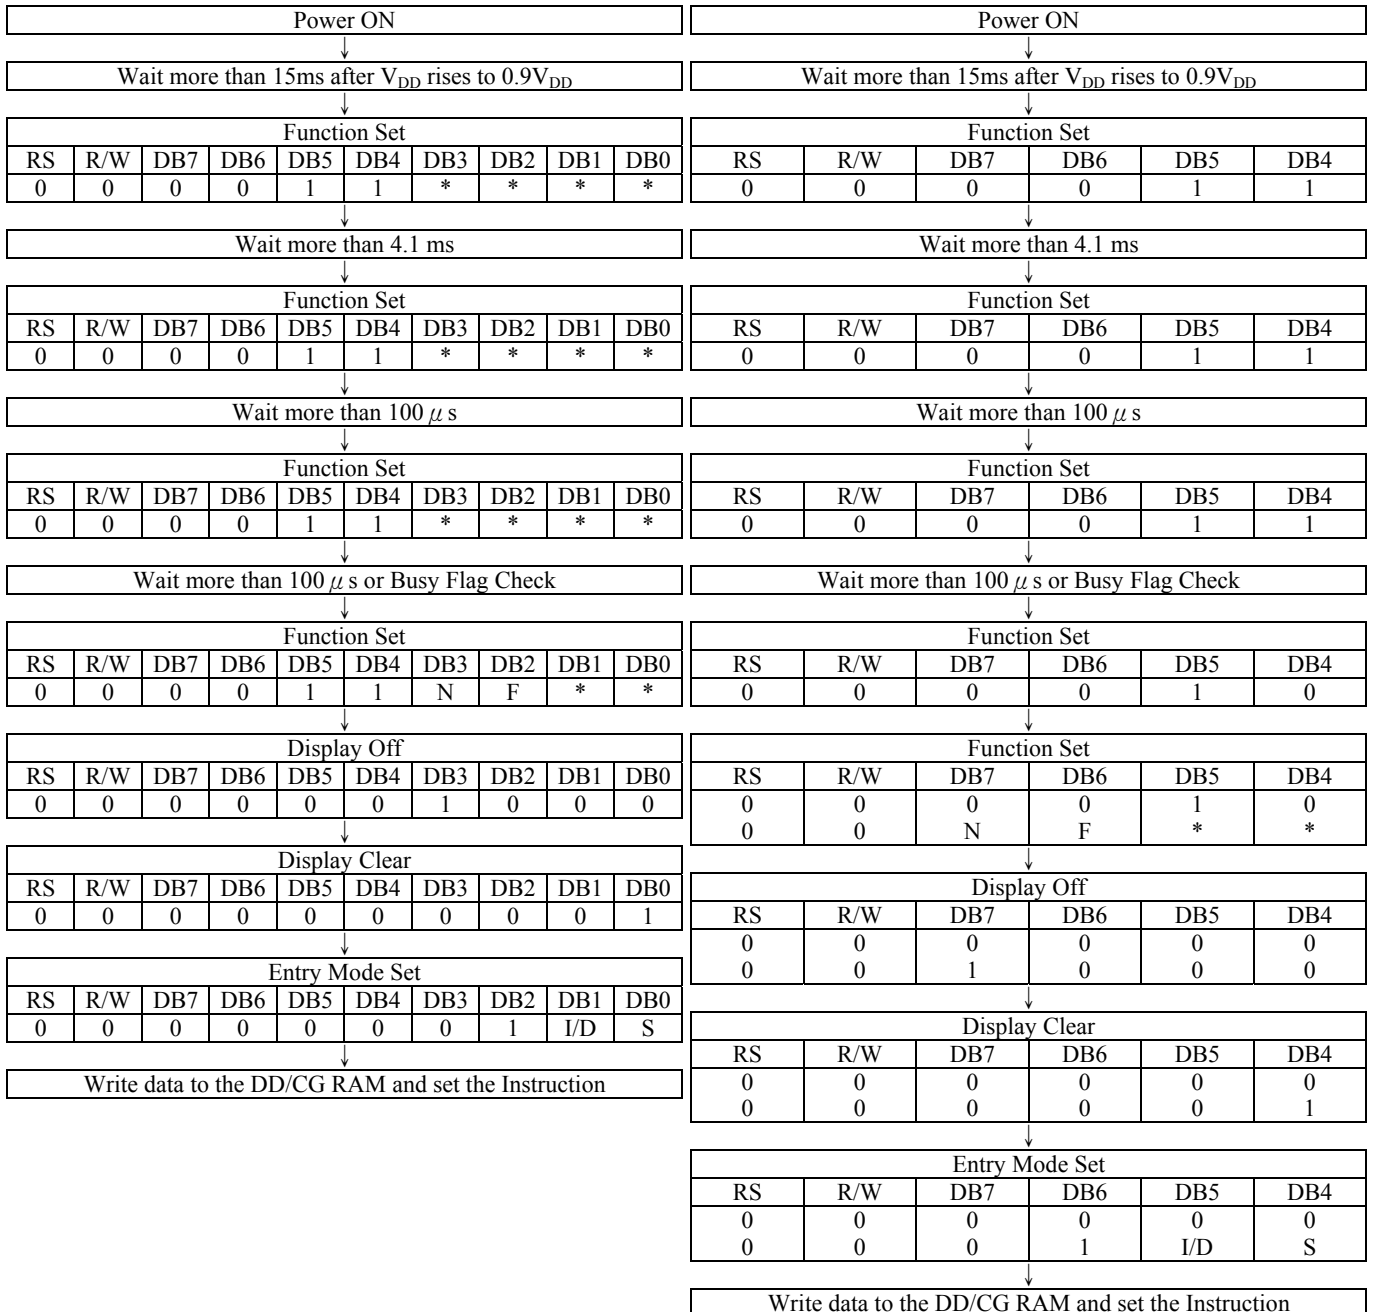 Power ON
↓
Wait more than 15ms after VDD rises to 0.9VDD
↓
Function Set
RS R/W DB7 DB6 DB5 DB4 DB3 DB2 DB1 DB0
0 0 0 0 1 1 * * * *
↓
Wait more than 4.1 ms
↓
Function Set
RS R/W DB7 DB6 DB5 DB4 DB3 DB2 DB1 DB0
0 0 0 0 1 1 * * * *
↓
Wait more than 100 μ s
↓
Function Set
RS R/W DB7 DB6 DB5 DB4 DB3 DB2 DB1 DB0
0 0 0 0 1 1 * * * *
↓
Wait more than 100 μ s or Busy Flag Check
↓
Function Set
RS R/W DB7 DB6 DB5 DB4 DB3 DB2 DB1 DB0
0 0 0 0 1 1 N F * *
↓
Display Off
RS R/W DB7 DB6 DB5 DB4 DB3 DB2 DB1 DB0
0 0 0 0 0 0 1 0 0 0
↓
Display Clear
RS R/W DB7 DB6 DB5 DB4 DB3 DB2 DB1 DB0
0 0 0 0 0 0 0 0 0 1
↓
Entry Mode Set
RS R/W DB7 DB6 DB5 DB4 DB3 DB2 DB1 DB0
0 0 0 0 0 0 0 1 I/D S
↓
Write data to the DD/CG RAM and set the Instruction
Power ON
↓
Wait more than 15ms after VDD rises to 0.9VDD
↓
Function Set
RS R/W DB7 DB6 DB5 DB4
0 0 0 0 1 1
↓
Wait more than 4.1 ms
↓
Function Set
RS R/W DB7 DB6 DB5 DB4
0 0 0 0 1 1
↓
Wait more than 100 μ s
↓
Function Set
RS R/W DB7 DB6 DB5 DB4
0 0 0 0 1 1
↓
Wait more than 100 μ s or Busy Flag Check
↓
Function Set
RS R/W DB7 DB6 DB5 DB4
0 0 0 0 1 0
↓
Function Set
RS R/W DB7 DB6 DB5 DB4
0 0 0 0 1 0
0 0 N F * *
↓
Display Off
RS R/W DB7 DB6 DB5 DB4
0 0 0 0 0 0
0 0 1 0 0 0
↓
Display Clear
RS R/W DB7 DB6 DB5 DB4
0 0 0 0 0 0
0 0 0 0 0 1
↓
Entry Mode Set
RS R/W DB7 DB6 DB5 DB4
0 0 0 0 0 0
0 0 0 1 I/D S
↓
Write data to the DD/CG RAM and set the Instruction